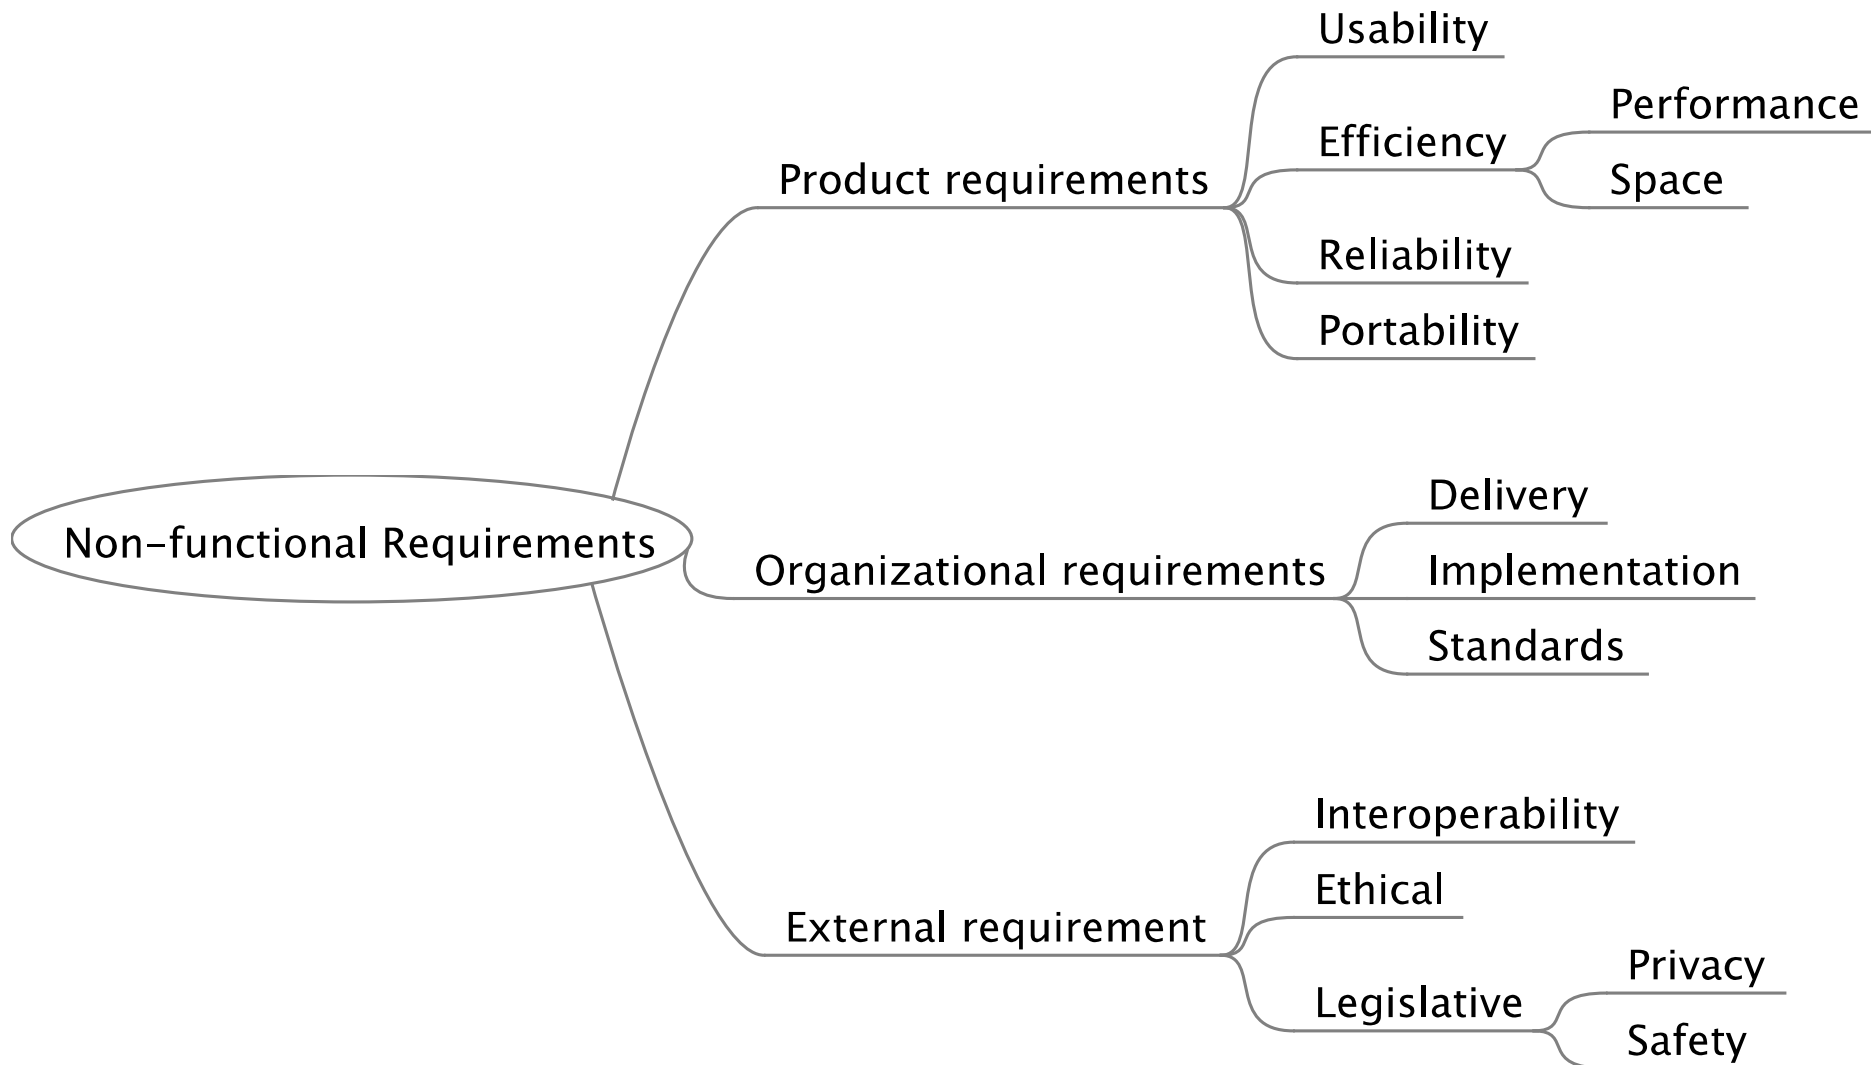 Usability
Performance
Efficiency
Space
Product requirements
Reliability
Portability
Delivery
Non-functional Requirements
Organizational requirements
Implementation
Standards
Interoperability
Ethical
External requirement
Privacy
Legislative
Safety